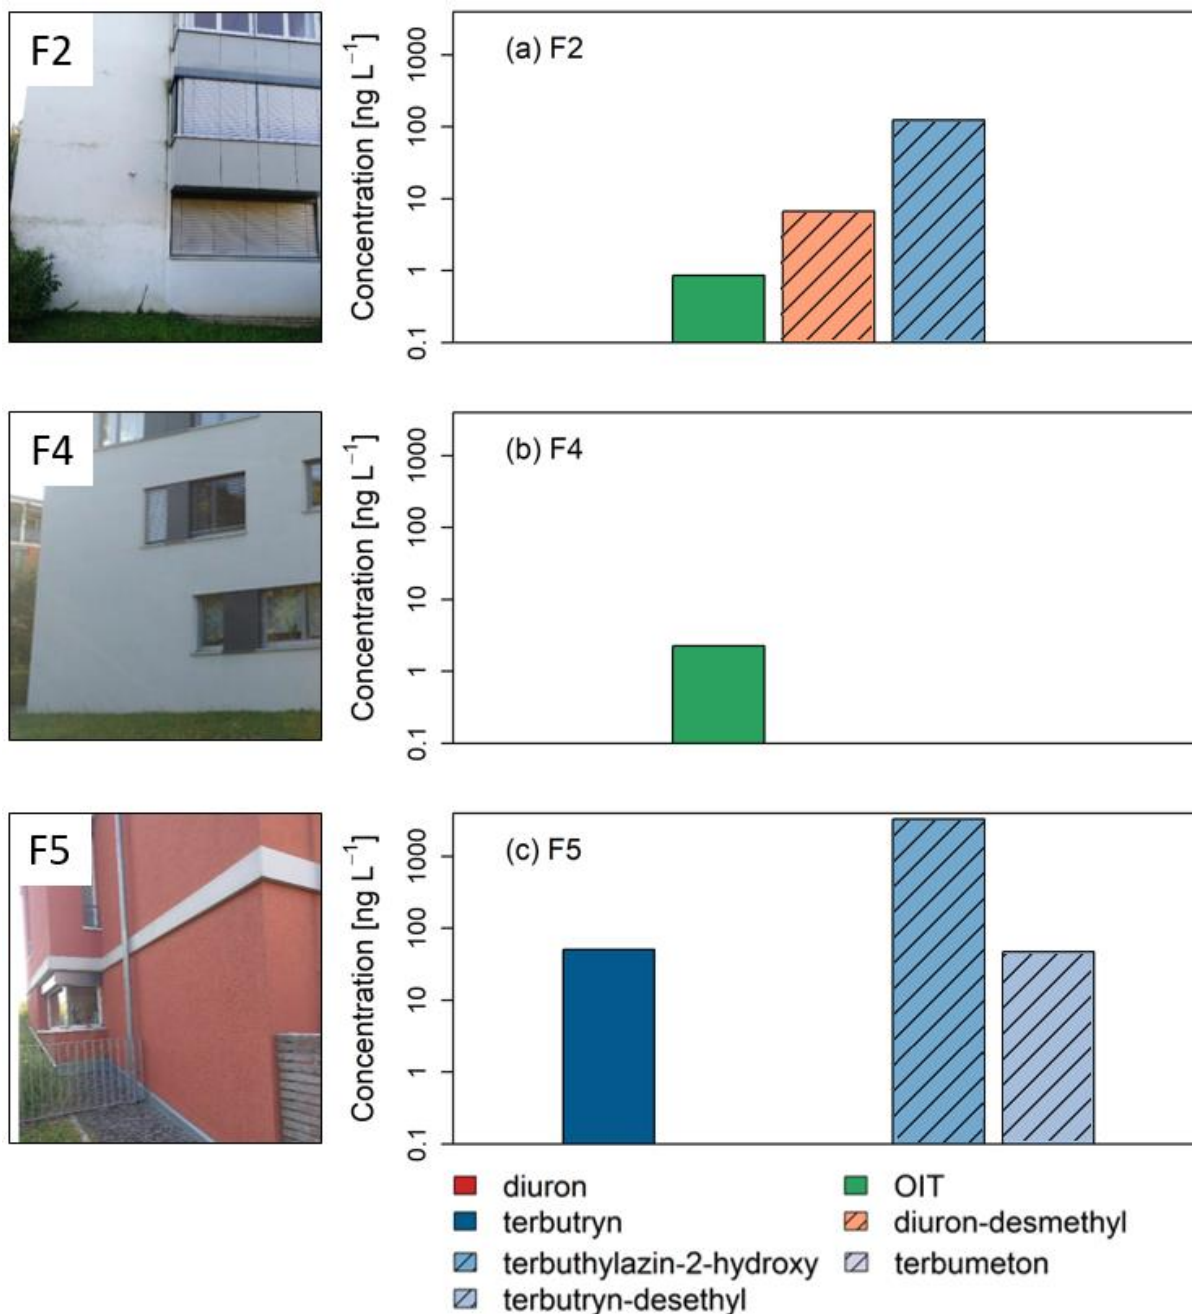 F2
(a) F2
Concentration [ng L⁻¹]
1000
100
10
1
0.1
F4
(b) F4
Concentration [ng L⁻¹]
1000
100
10
1
0.1
F5
(c) F5
Concentration [ng L⁻¹]
1000
100
10
1
0.1
diuron
terbutryn
terbuthylazin-2-hydroxy
terbutryn-desethyl
OIT
diuron-desmethyl
terbumeton